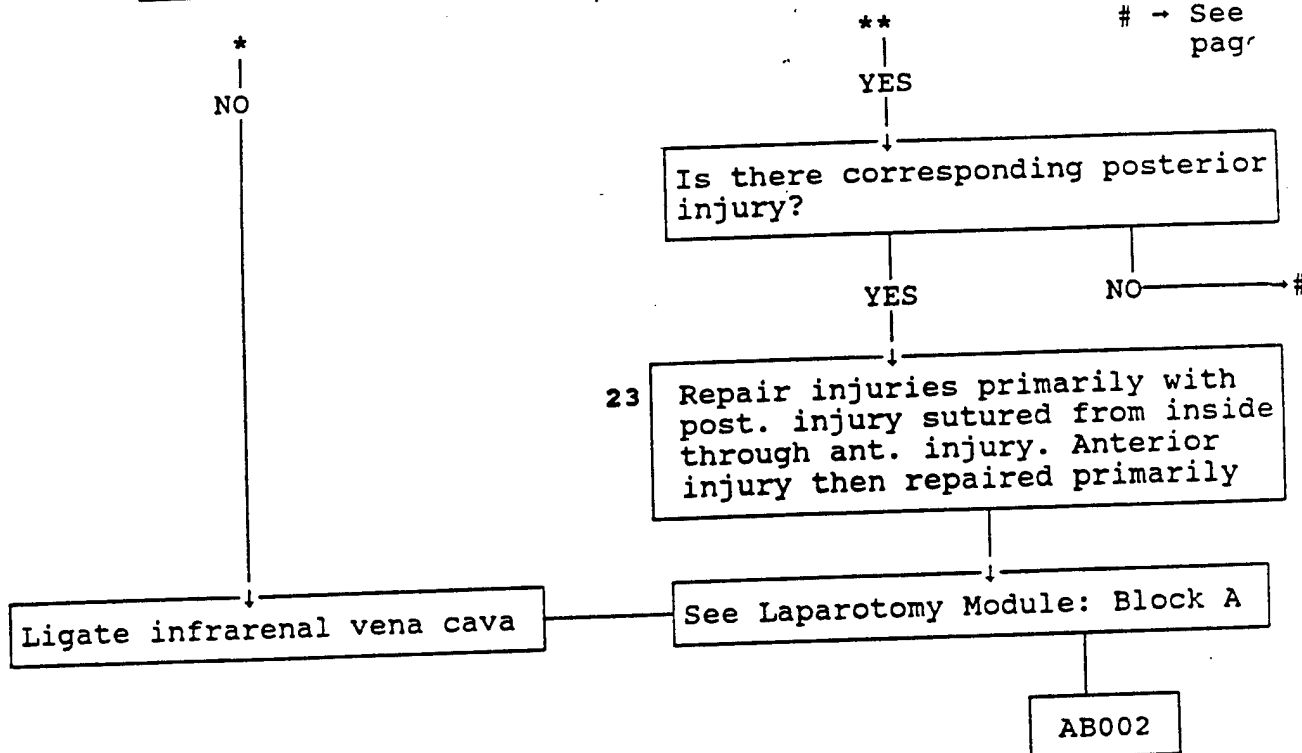 # → See
*
**
NO
YES
Is there corresponding posterior
injury?
YES
NO → #
23
Repair injuries primarily with
post. injury sutured from inside
through ant. injury. Anterior
injury then repaired primarily
Ligate infrarenal vena cava
See Laparotomy Module: Block A
AB002